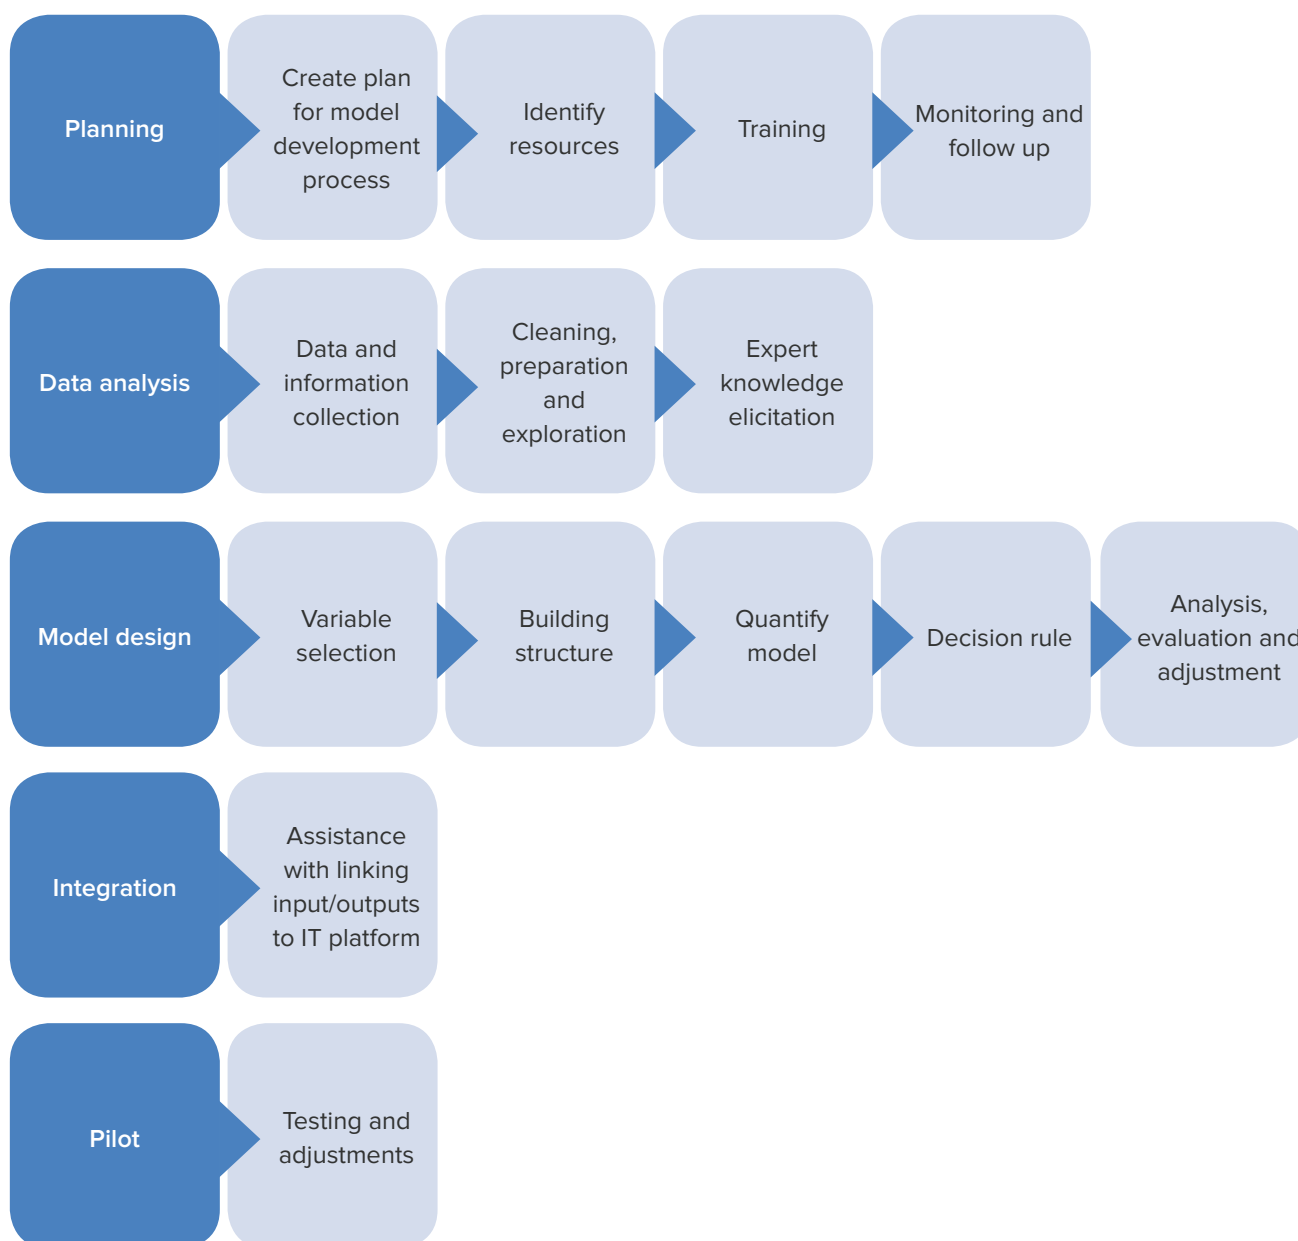 Planning
Create plan
for model
development
process
Identify
resources
Training
Monitoring and
follow up
Data analysis
Data and
information
collection
Cleaning,
preparation
and
exploration
Expert
knowledge
elicitation
Model design
Variable
selection
Building
structure
Quantify
model
Decision rule
Analysis,
evaluation and
adjustment
Integration
Assistance
with linking
input/outputs
to IT platform
Pilot
Testing and
adjustments